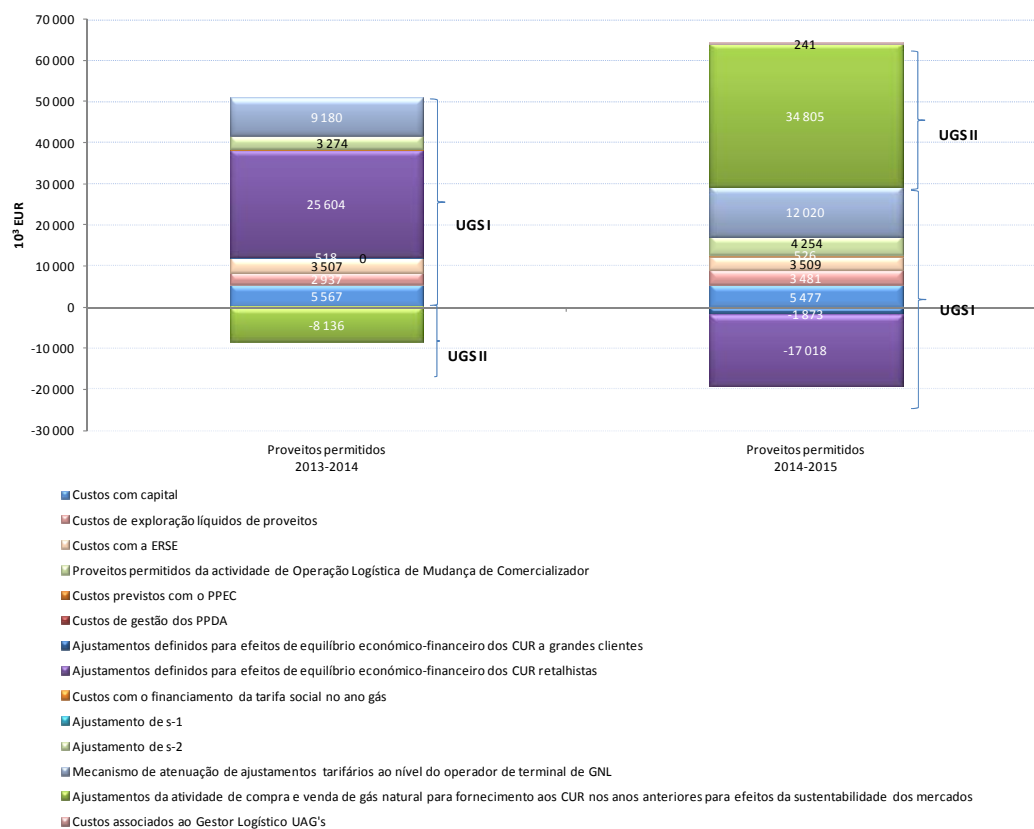 70 000
60 000
50 000
40 000
30 000
20 000
10 000
0
-10 000
-20 000
-30 000
10³ EUR
9 180
3 274
25 604
518
0
3 507
2 937
5 567
-8 136
UGS I
UGS II
241
34 805
12 020
4 254
526
3 509
3 481
5 477
-1 873
-17 018
UGS II
UGS I
Proveitos permitidos
2013-2014
Proveitos permitidos
2014-2015
Custos com capital
Custos de exploração líquidos de proveitos
Custos com a ERSE
Proveitos permitidos da actividade de Operação Logística de Mudança de Comercializador
Custos previstos com o PPEC
Custos de gestão dos PPDA
Ajustamentos definidos para efeitos de equilíbrio económico-financeiro dos CUR a grandes clientes
Ajustamentos definidos para efeitos de equilíbrio económico-financeiro dos CUR retalhistas
Custos com o financiamento da tarifa social no ano gás
Ajustamento de s-1
Ajustamento de s-2
Mecanismo de atenuação de ajustamentos tarifários ao nível do operador de terminal de GNL
Ajustamentos da atividade de compra e venda de gás natural para fornecimento aos CUR nos anos anteriores para efeitos da sustentabilidade dos mercados
Custos associados ao Gestor Logístico UAG's